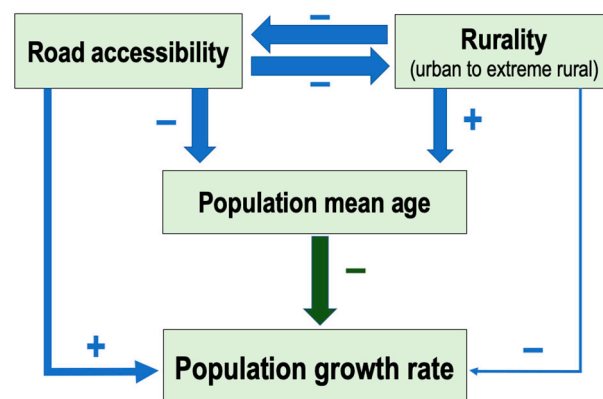 Road accessibility
−
−
Rurality
(urban to extreme rural)
−
+
Population mean age
−
+
−
Population growth rate